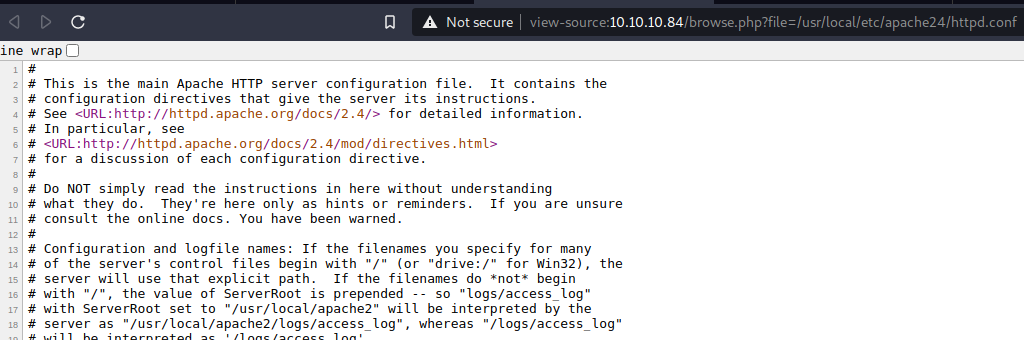 Not secure | view-source:10.10.10.84/browse.php?file=/usr/local/etc/apache24/httpd.conf
ine wrap
1 #
2 # This is the main Apache HTTP server configuration file.  It contains the
3 # configuration directives that give the server its instructions.
4 # See <URL:http://httpd.apache.org/docs/2.4/> for detailed information.
5 # In particular, see
6 # <URL:http://httpd.apache.org/docs/2.4/mod/directives.html>
7 # for a discussion of each configuration directive.
8 #
9 # Do NOT simply read the instructions in here without understanding
10 # what they do.  They're here only as hints or reminders.  If you are unsure
11 # consult the online docs. You have been warned.
12 #
13 # Configuration and logfile names: If the filenames you specify for many
14 # of the server's control files begin with "/" (or "drive:/" for Win32), the
15 # server will use that explicit path.  If the filenames do *not* begin
16 # with "/", the value of ServerRoot is prepended -- so "logs/access_log"
17 # with ServerRoot set to "/usr/local/apache2" will be interpreted by the
18 # server as "/usr/local/apache2/logs/access_log", whereas "/logs/access_log"
19 # will be interpreted as '/logs/access_log'